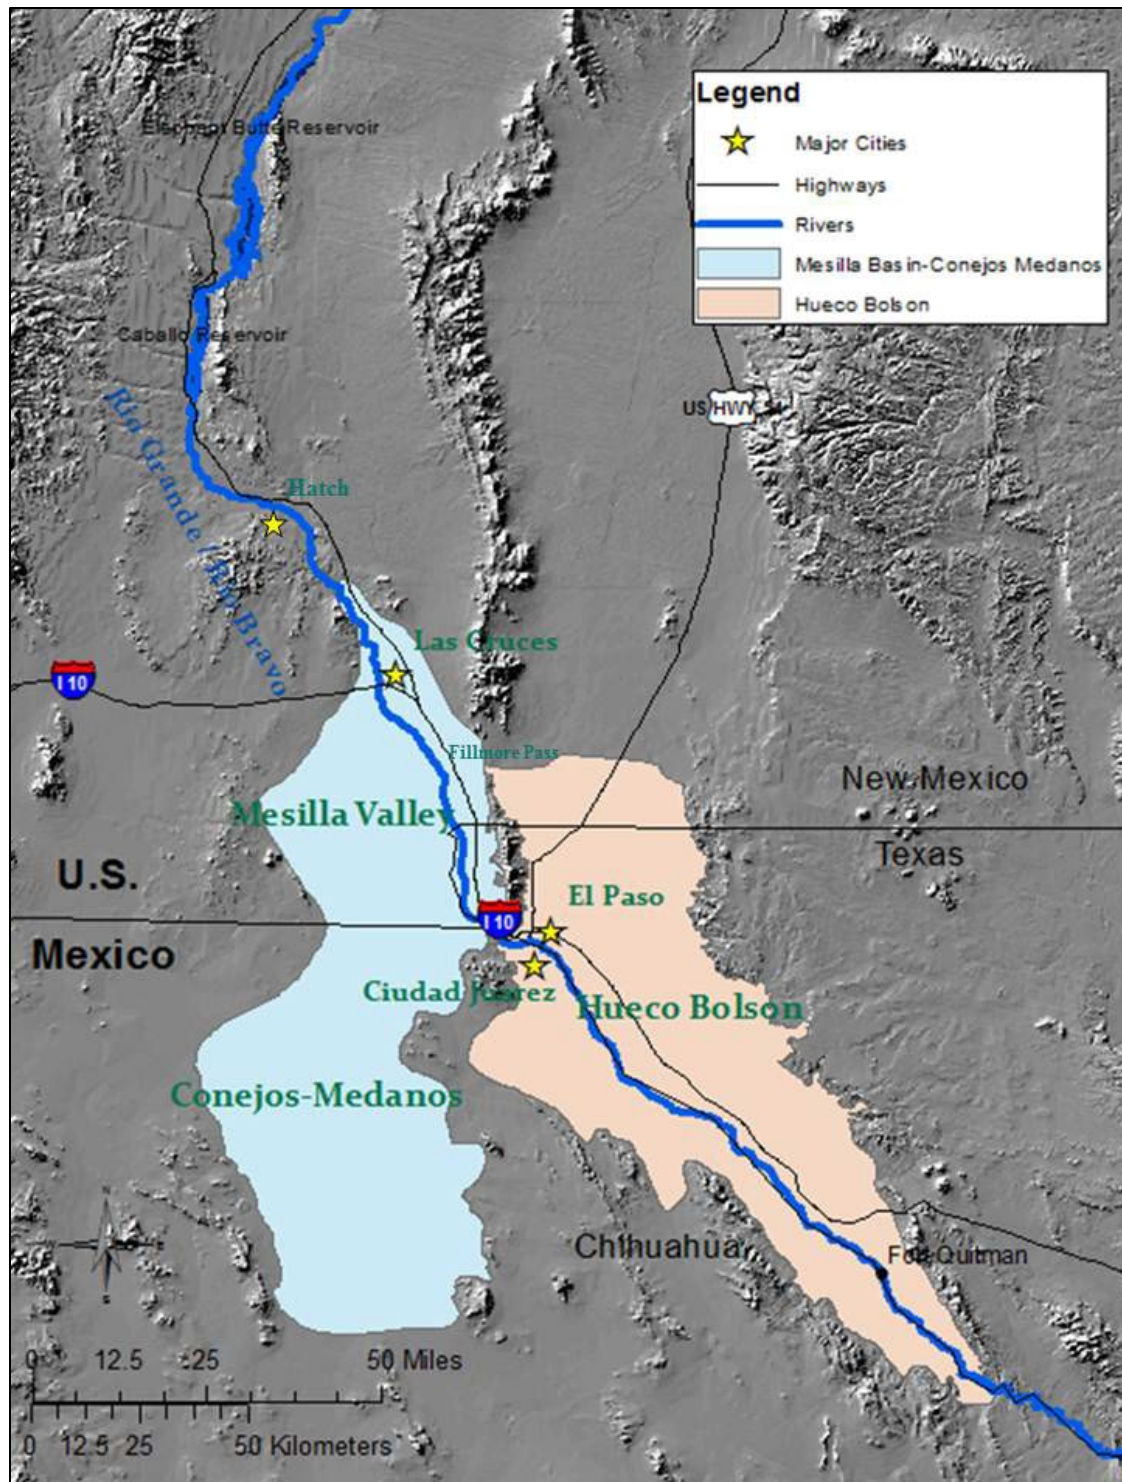 Legend
Major Cities
Highways
Rivers
Mesilla Basin-Conejos Medanos
Hueco Bolson
Elephant Butte Reservoir
Caballo Reservoir
US HWY 54
Rio Grande / Rio Bravo
Hatch
Las Cruces
I 10
Fillmore Pass
New Mexico
Mesilla Valley
Texas
U.S.
El Paso
I 10
Mexico
Ciudad Juarez
Hueco Bolson
Conejos-Medanos
N
Chihuahua
Fort Quitman
S
0 12.5 25 50 Miles
0 12.5 25 50 Kilometers